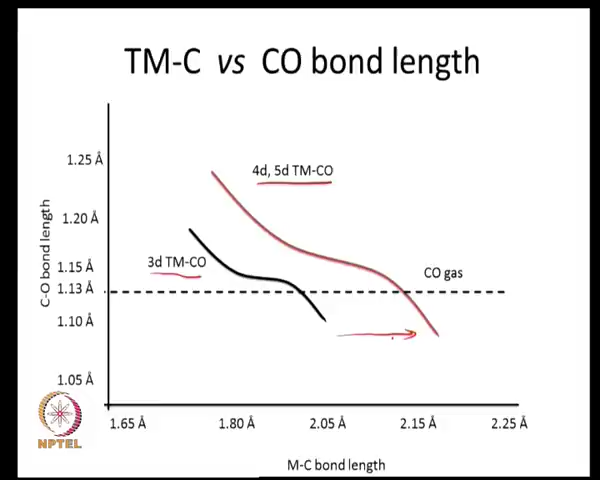 TM-C vs CO bond length
1.25 Å
4d, 5d TM-CO
1.20 Å
3d TM-CO
1.15 Å
CO gas
1.13 Å
1.10 Å
C-O bond length
1.05 Å
1.65 Å 1.80 Å 2.05 Å 2.15 Å 2.25 Å
NPTEL
M-C bond length